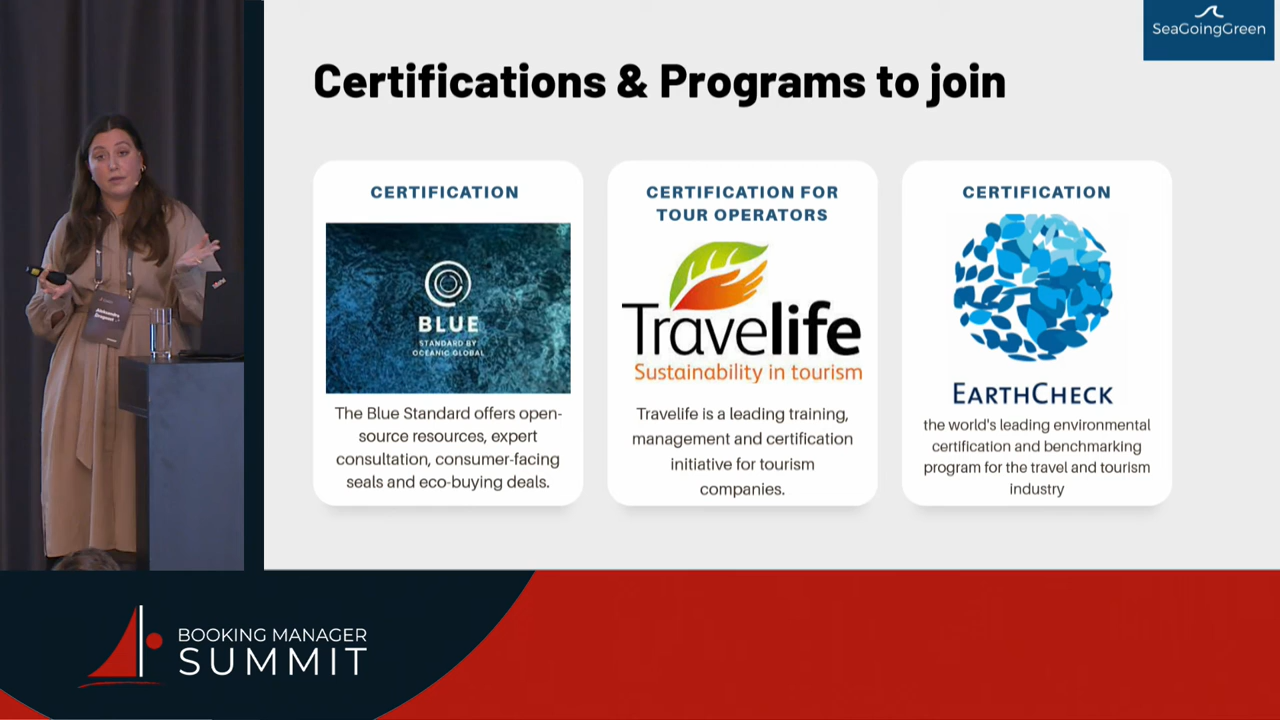 SeaGoingGreen
Certifications & Programs to join
CERTIFICATION
BLUE
STANDARD BY
OCEANIC GLOBAL
The Blue Standard offers open-
source resources, expert
consultation, consumer-facing
seals and eco-buying deals.
CERTIFICATION FOR
TOUR OPERATORS
Travelife
Sustainability in tourism
Travelife is a leading training,
management and certification
initiative for tourism
companies.
CERTIFICATION
EARTHCHECK
the world's leading environmental
certification and benchmarking
program for the travel and tourism
industry
BOOKING MANAGER
SUMMIT